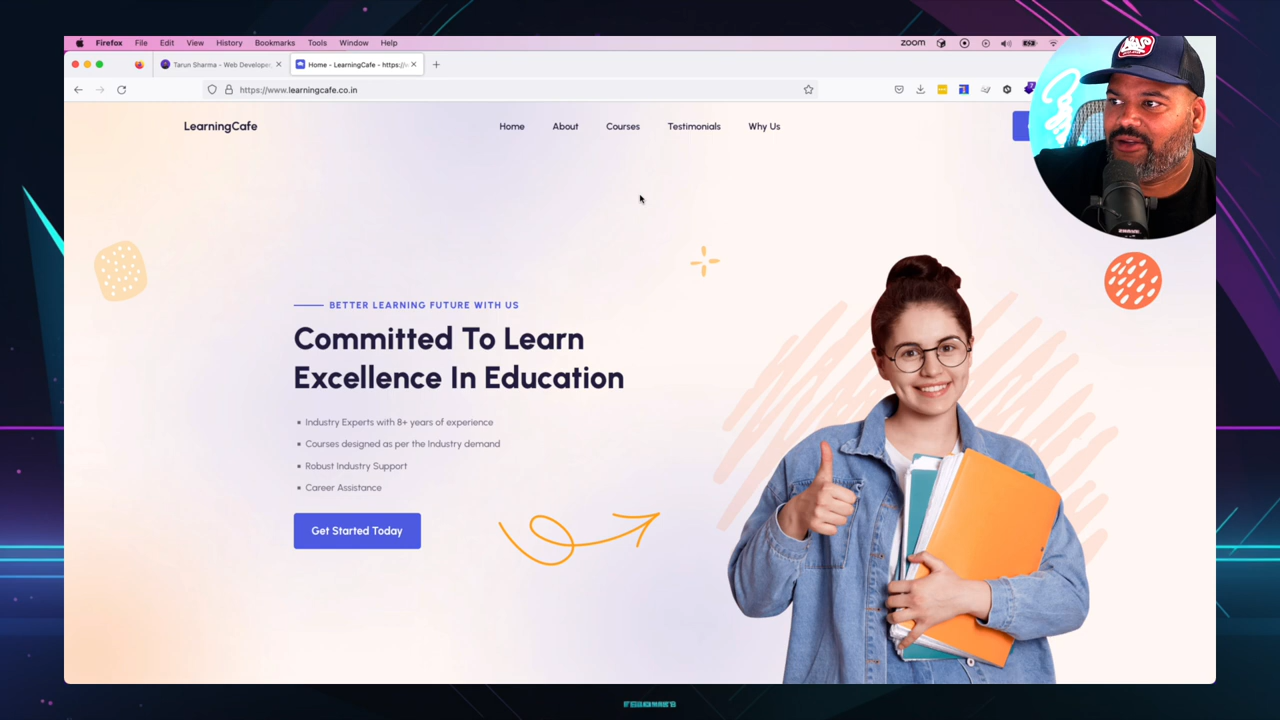 Firefox File Edit View History Bookmarks Tools Window Help zoom
Tarun Sharma - Web Developer, Home - LearningCafe - https://w
https://www.learningcafe.co.in
LearningCafe Home About Courses Testimonials Why Us
BETTER LEARNING FUTURE WITH US
Committed To Learn
Excellence In Education
Industry Experts with 8+ years of experience
Courses designed as per the Industry demand
Robust Industry Support
Career Assistance
Get Started Today